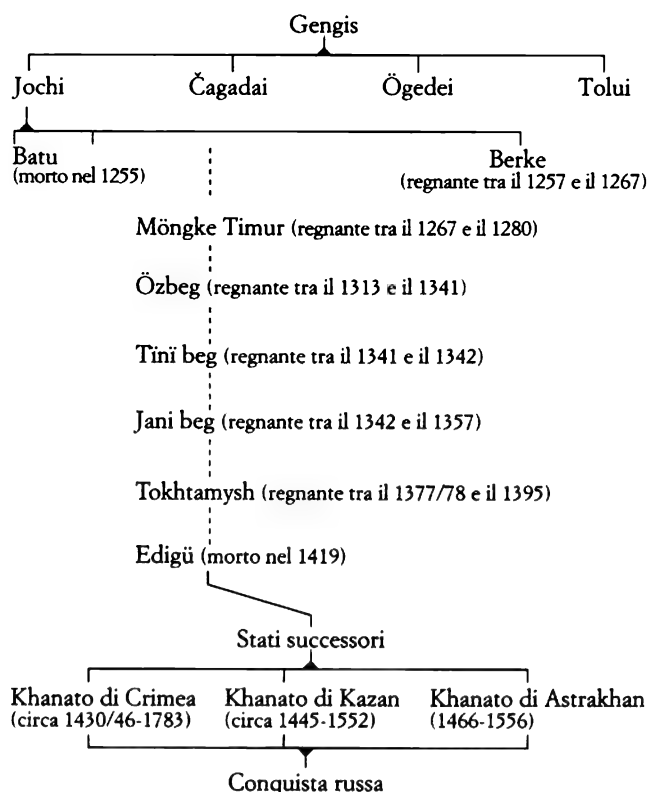 Gengis
Jochi Čagadai Ögedei Tolui
Batu
(morto nel 1255)
Berke
(regnante tra il 1257 e il 1267)
Möngke Timur (regnante tra il 1267 e il 1280)
Özbeg (regnante tra il 1313 e il 1341)
Tïnï beg (regnante tra il 1341 e il 1342)
Jani beg (regnante tra il 1342 e il 1357)
Tokhtamysh (regnante tra il 1377/78 e il 1395)
Edigü (morto nel 1419)
Stati successori
Khanato di Crimea
(circa 1430/46-1783)
Khanato di Kazan
(circa 1445-1552)
Khanato di Astrakhan
(1466-1556)
Conquista russa